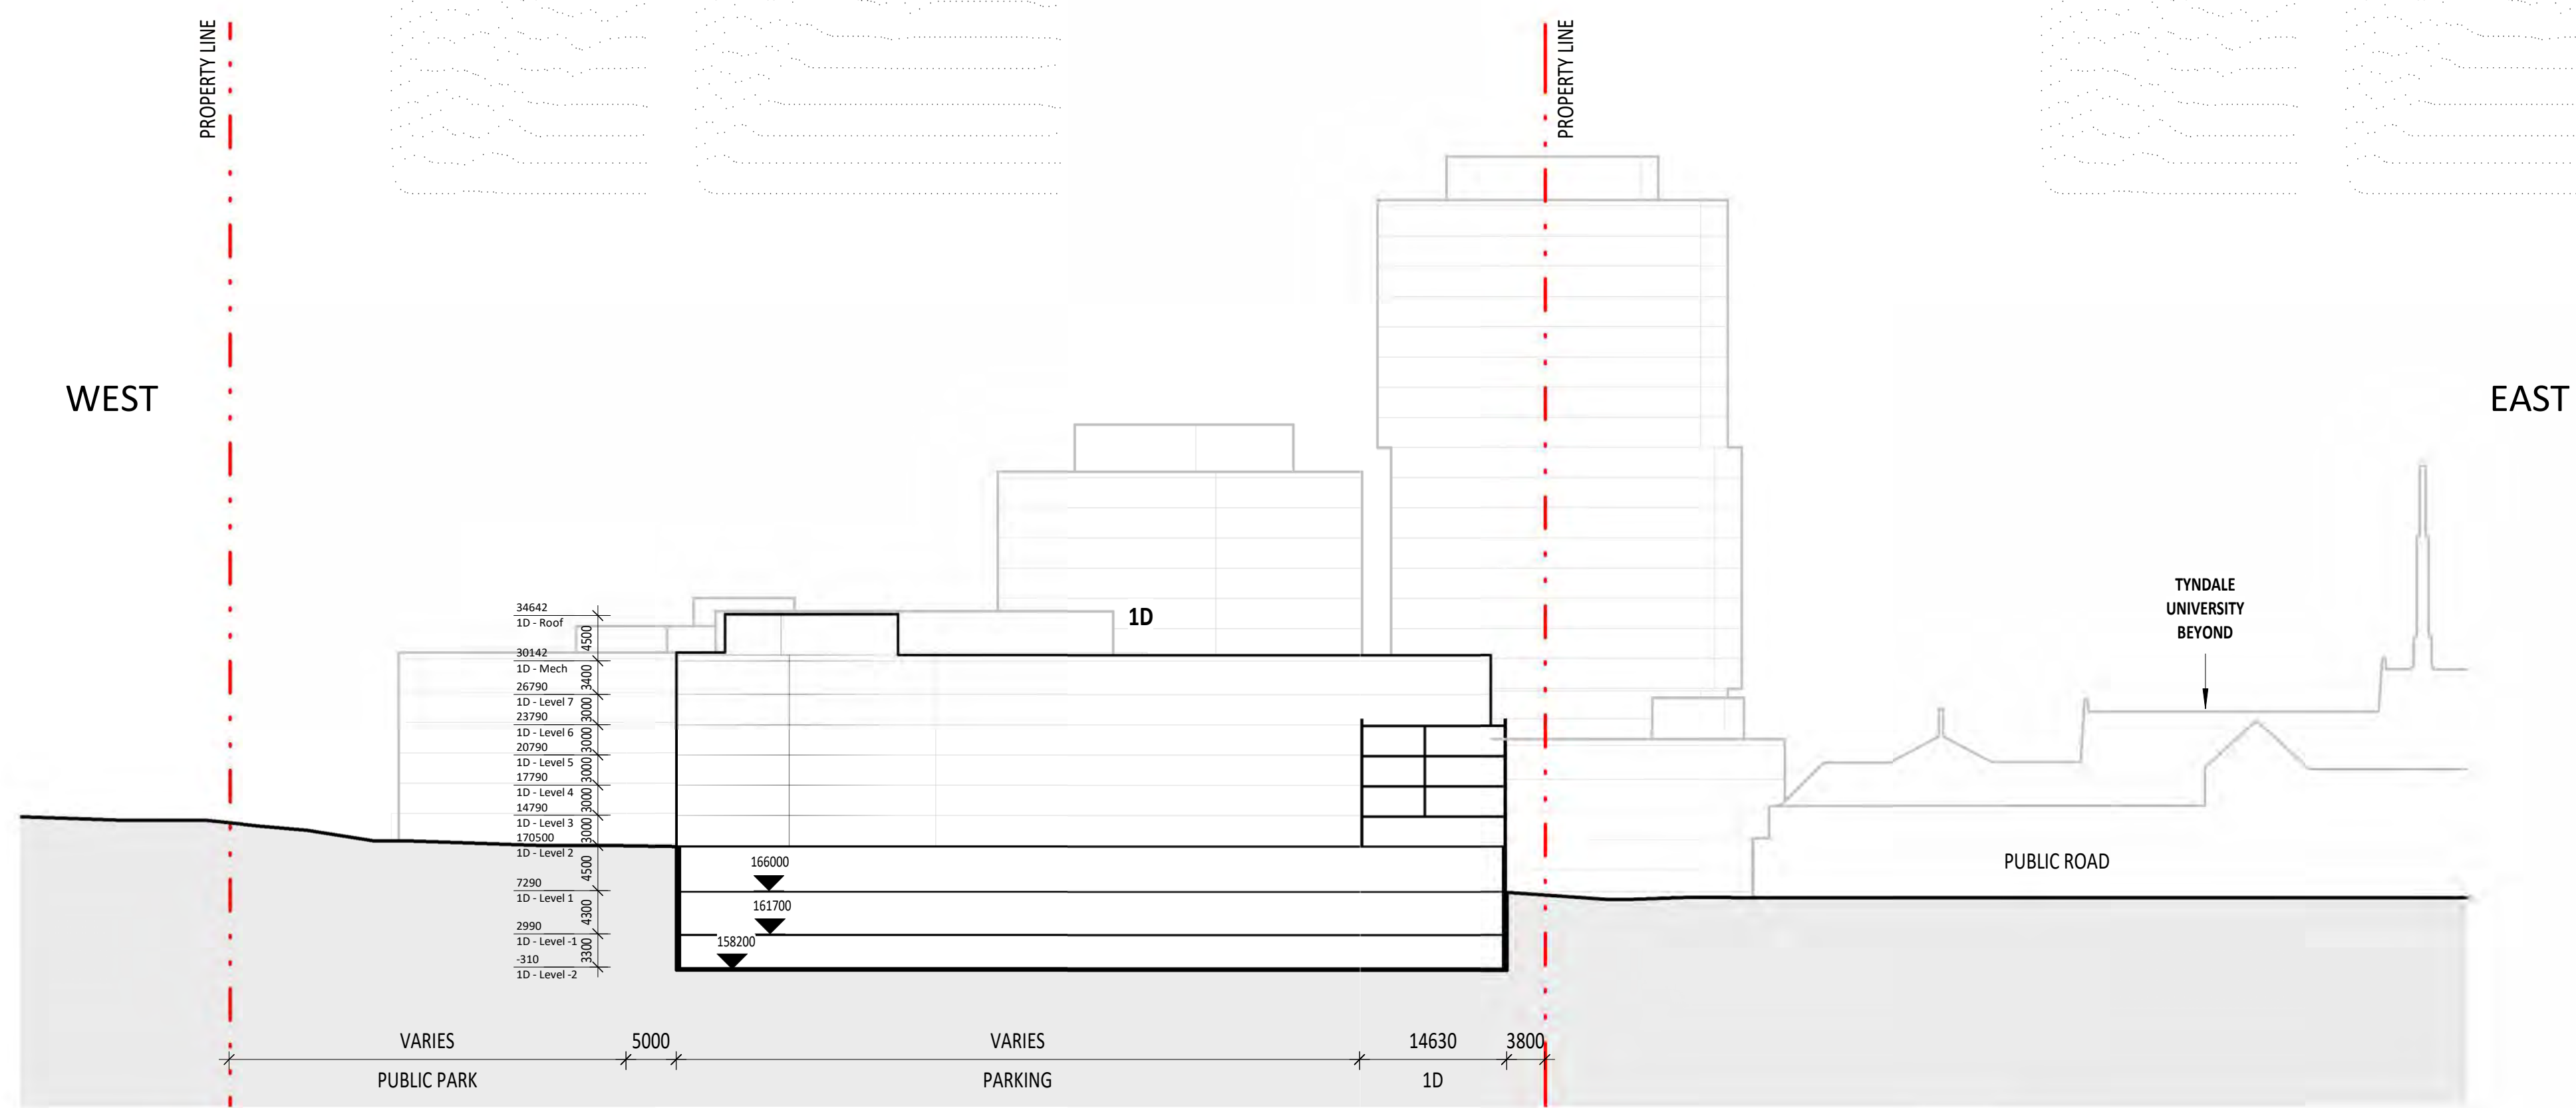 PROPERTY LINE
PROPERTY LINE
WEST
EAST
1D
TYNDALE
UNIVERSITY
BEYOND
34642
1D - Roof
4500
30142
1D - Mech
3400
26790
1D - Level 7
3000
23790
1D - Level 6
3000
20790
1D - Level 5
3000
17790
1D - Level 4
3000
14790
1D - Level 3
3000
170500
1D - Level 2
4500
7290
1D - Level 1
4300
2990
1D - Level -1
3300
-310
1D - Level -2
166000
161700
158200
PUBLIC ROAD
VARIES 5000 VARIES 14630 3800
PUBLIC PARK PARKING 1D